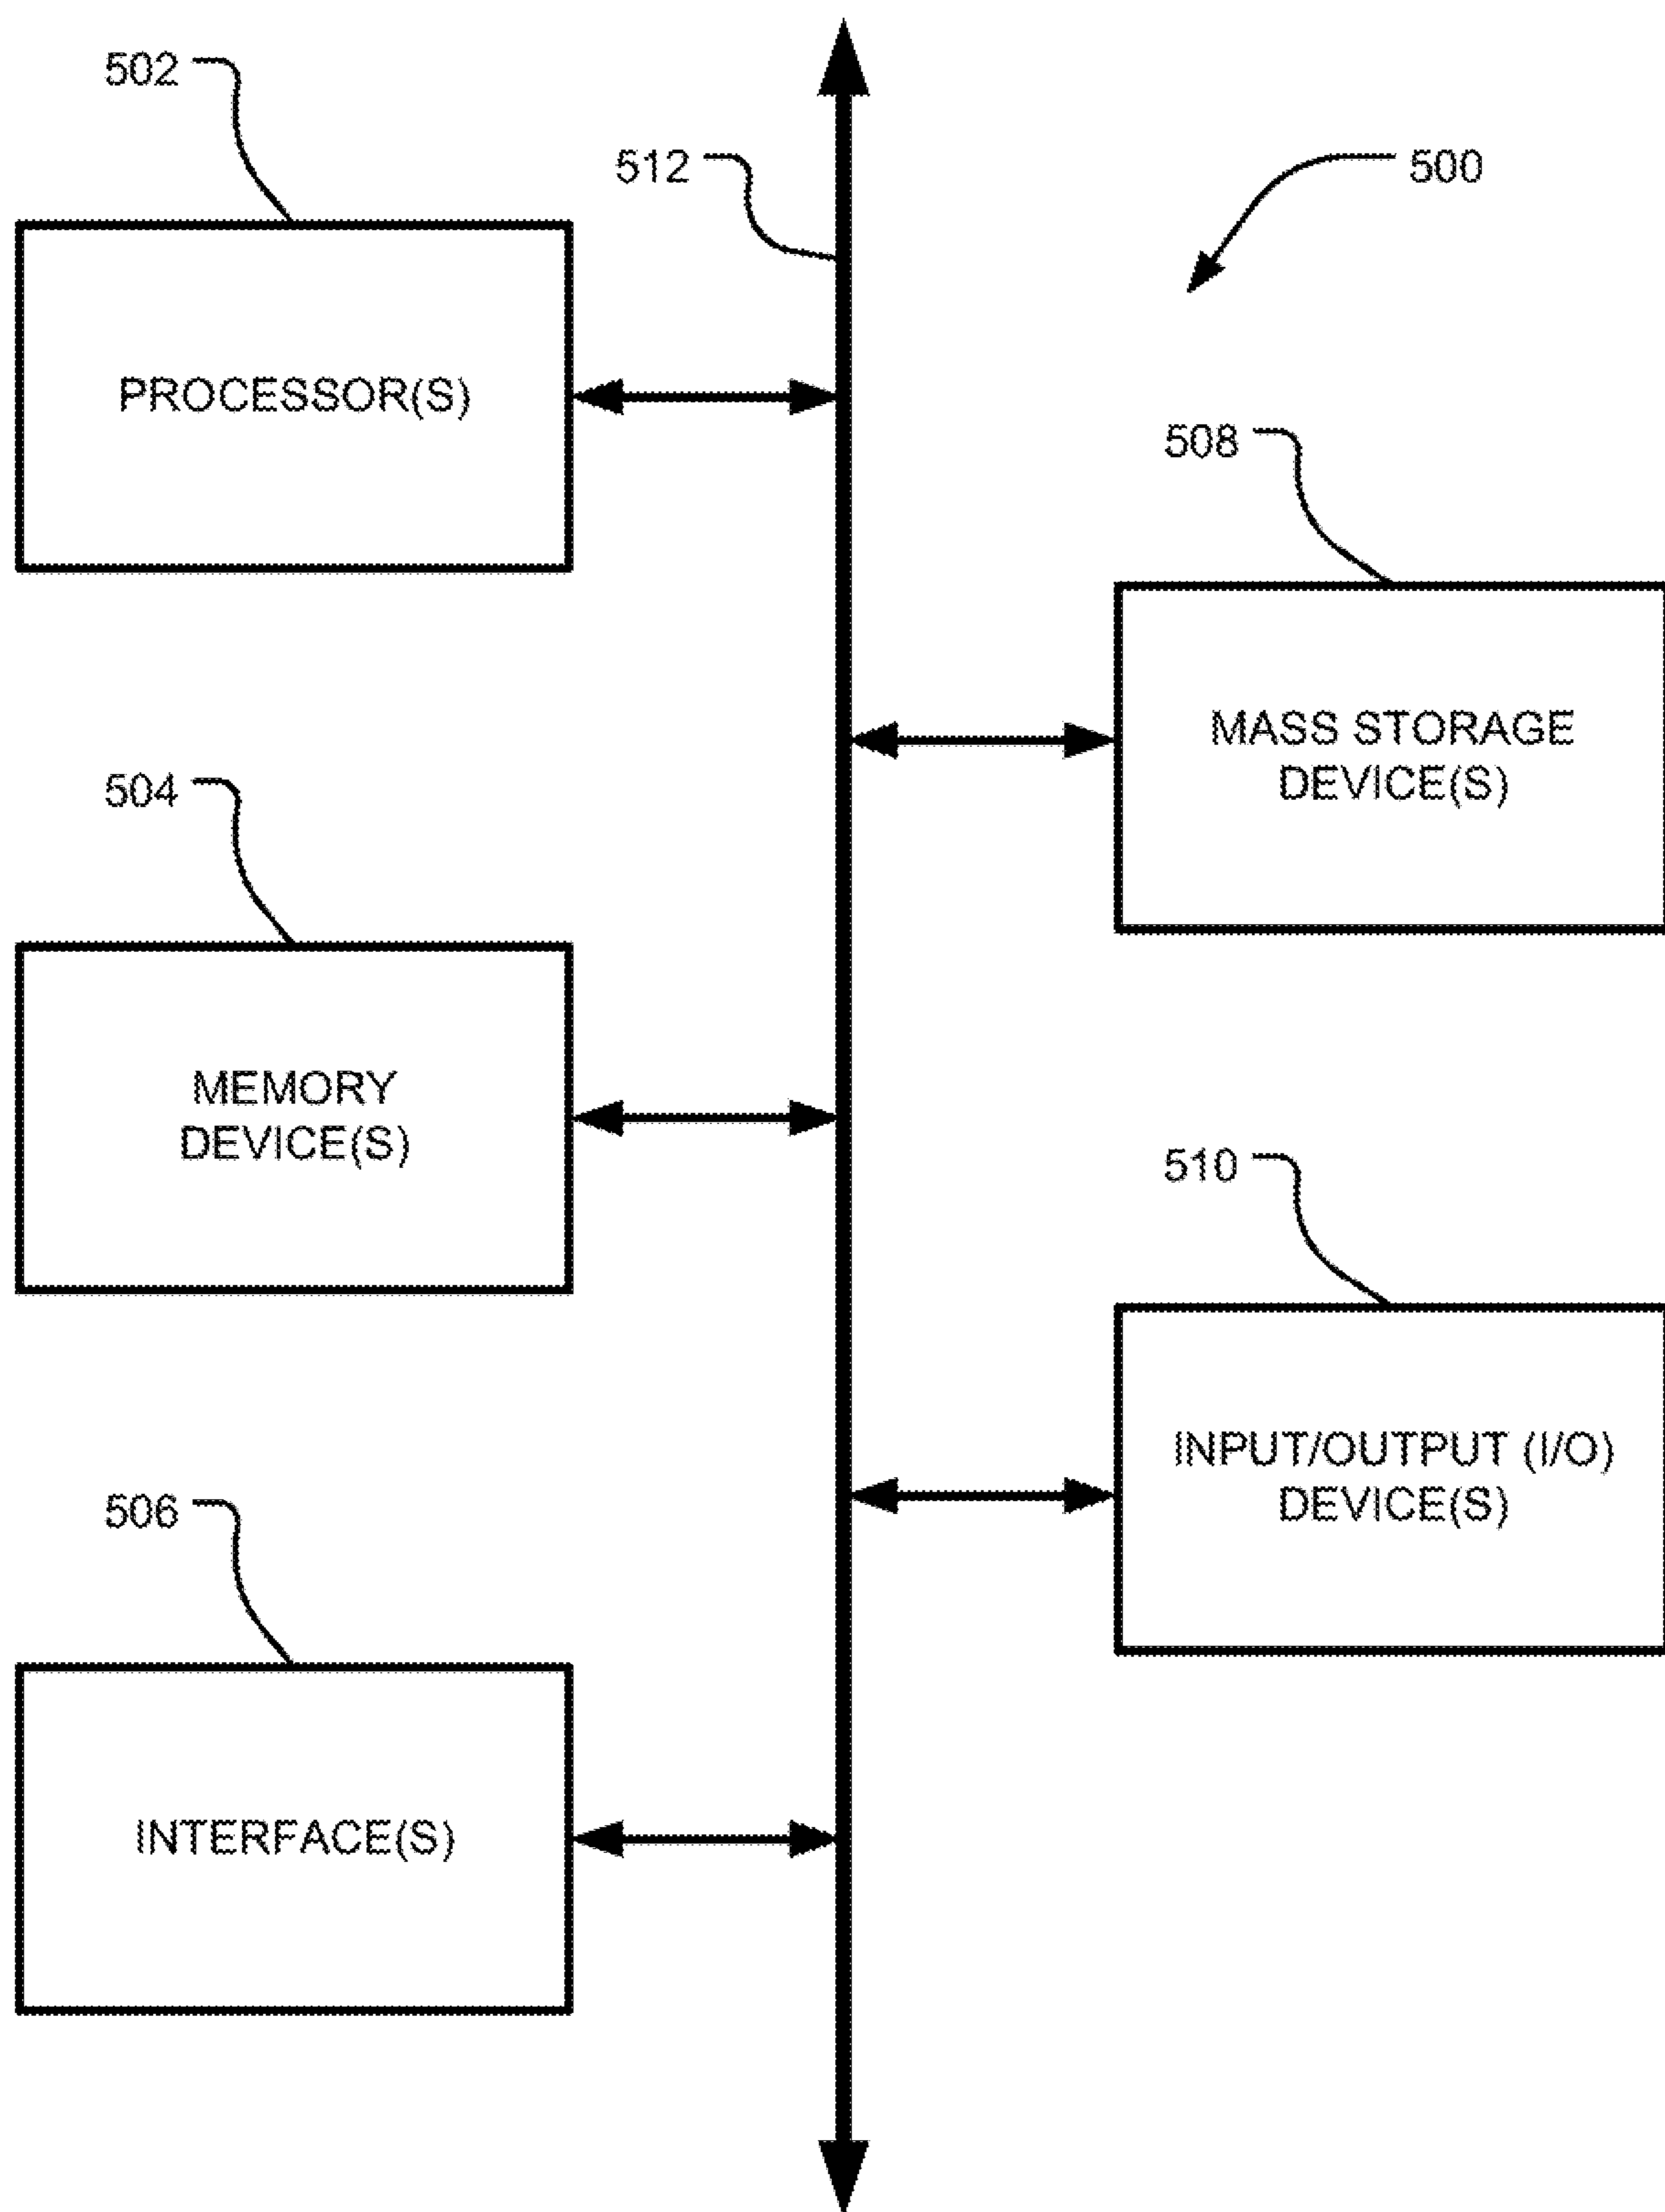 502
512
500
PROCESSOR(S)
508
MASS STORAGE
DEVICE(S)
504
MEMORY
DEVICE(S)
510
INPUT/OUTPUT (I/O)
DEVICE(S)
506
INTERFACE(S)